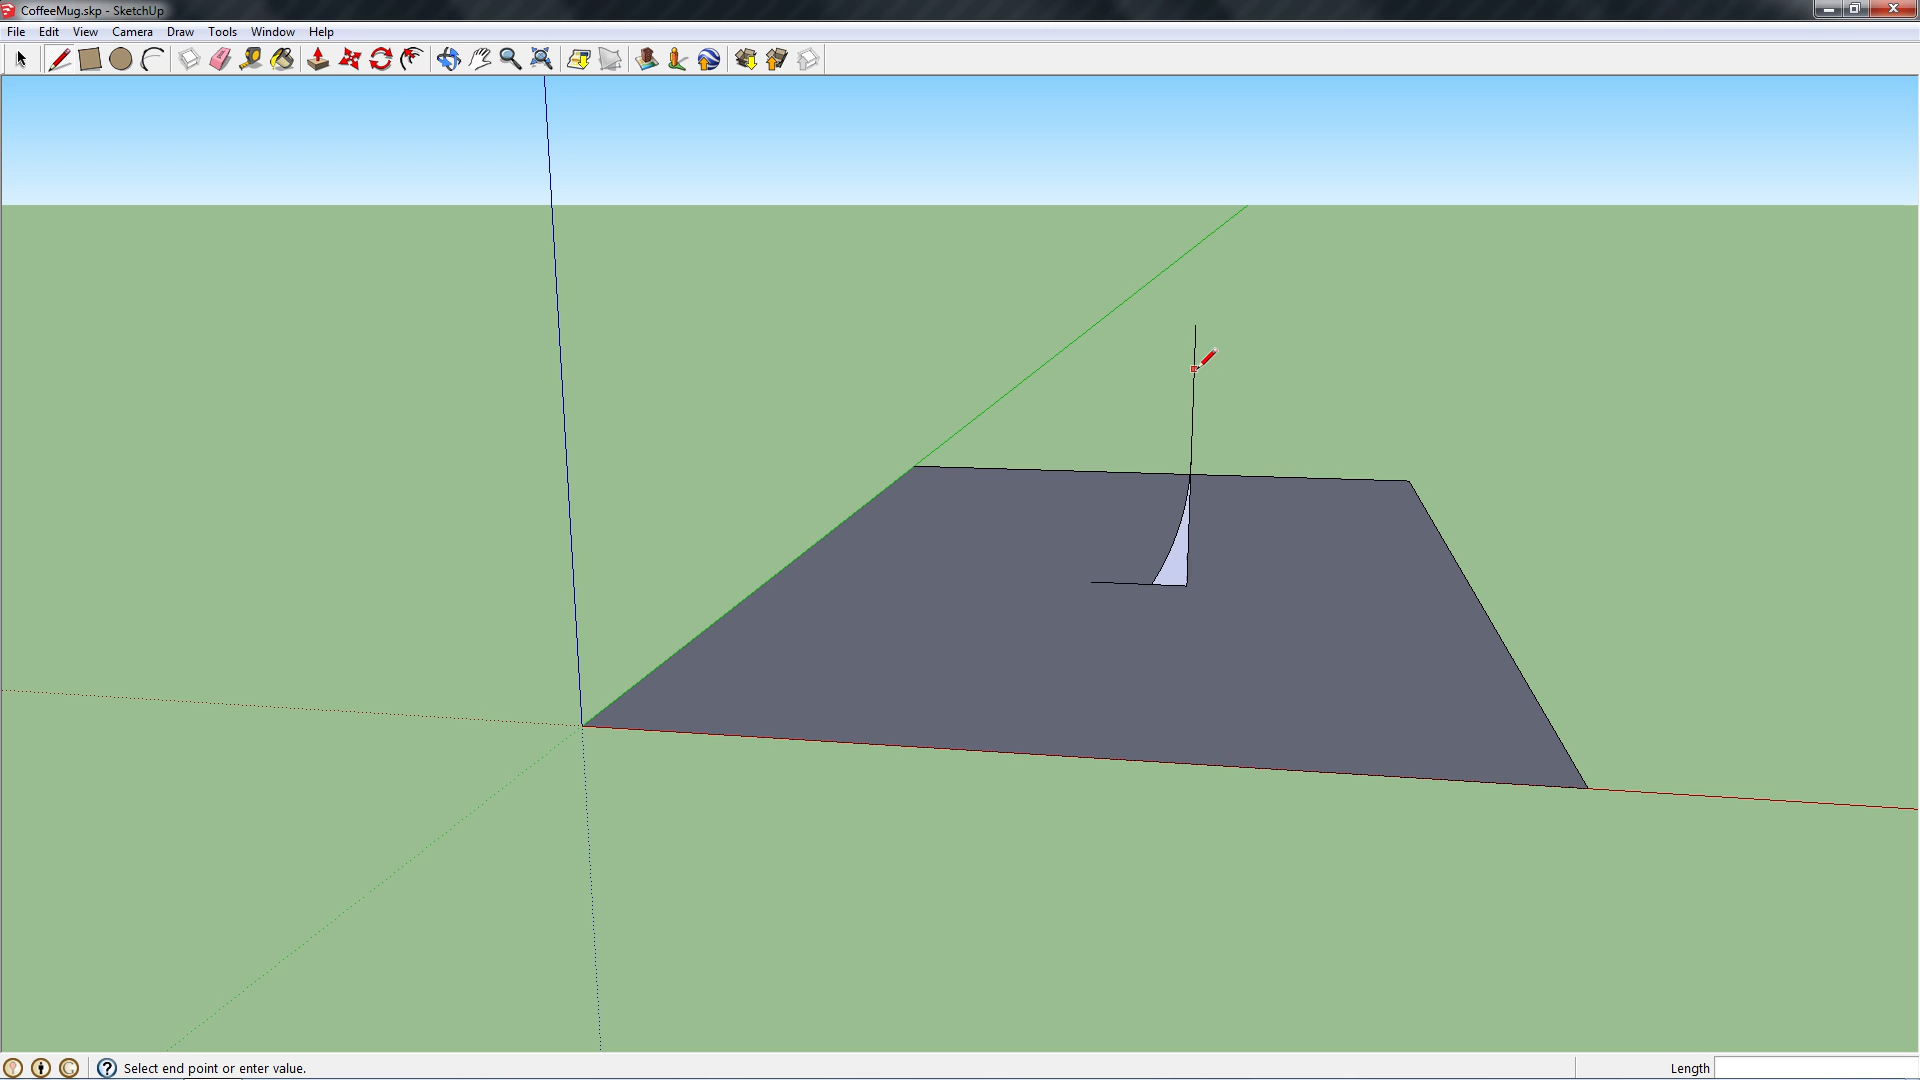 CoffeeMug.skp - SketchUp
File Edit View Camera Draw Tools Window Help
Select end point or enter value.
Length